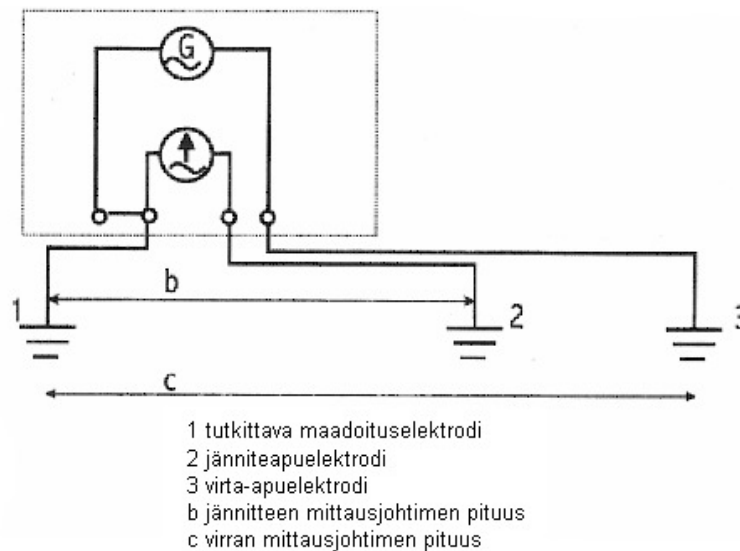 G
b
1
2
3
c
1 tutkittava maadoituselektrodi
2 jänniteapuelektrodi
3 virta-apuelektrodi
b jännitteen mittausjohtimen pituus
c virran mittausjohtimen pituus